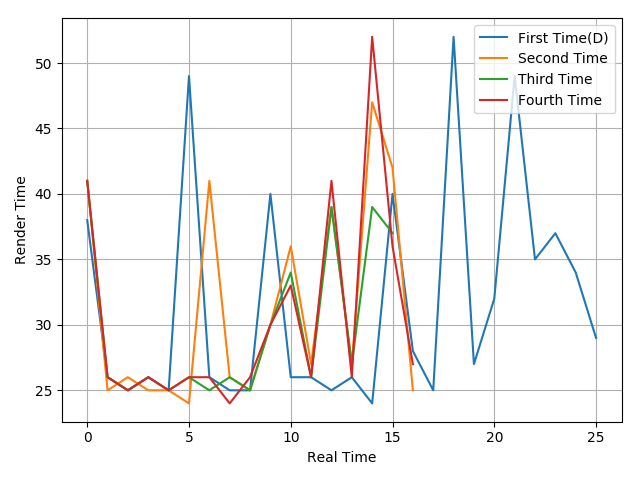 First Time(D)
Second Time
Third Time
Fourth Time
Render Time
50
45
40
35
30
25
0 5 10 15 20 25
Real Time